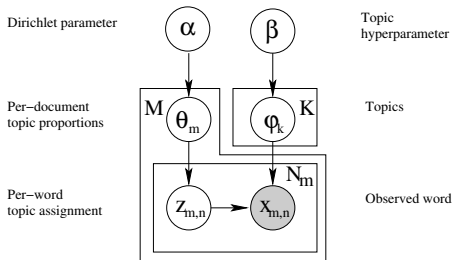 Dirichlet parameter
α
β
Topic
hyperparameter
Per−document
topic proportions
M
θm
φk
K
Topics
Nm
Per−word
topic assignment
zm,n
xm,n
Observed word